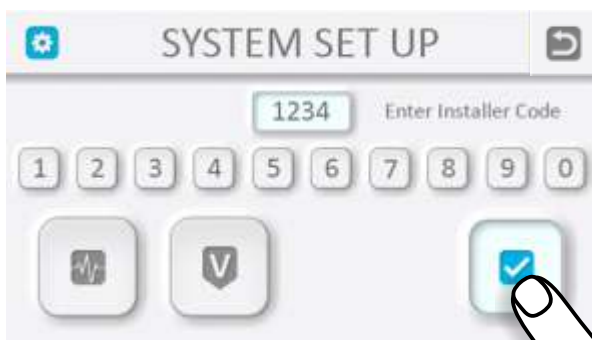 SYSTEM SET UP
1234 Enter Installer Code
1 2 3 4 5 6 7 8 9 0
V